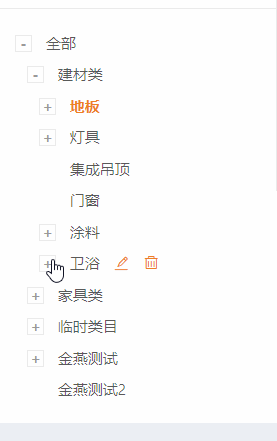 - 全部
- 建材类
+ 地板
+ 灯具
集成吊顶
门窗
+ 涂料
+ 卫浴
+ 家具类
+ 临时类目
+ 金燕测试
金燕测试2